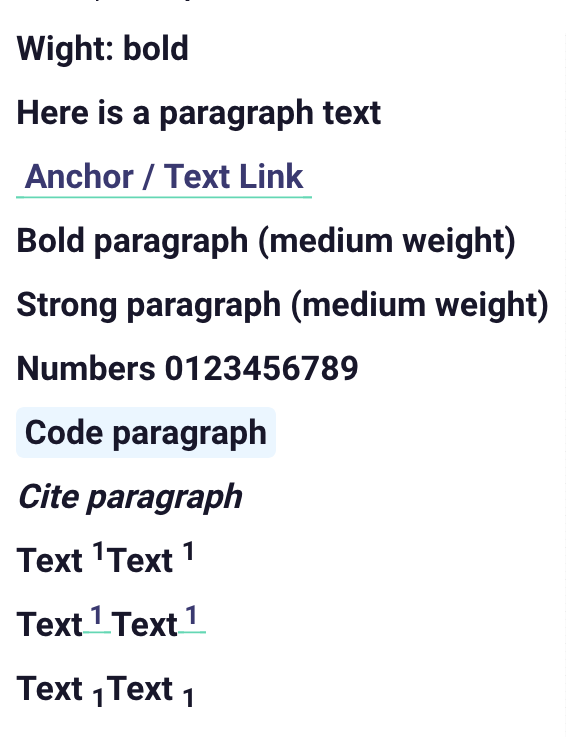 Wight: bold
Here is a paragraph text
Anchor / Text Link
Bold paragraph (medium weight)
Strong paragraph (medium weight)
Numbers 0123456789
Code paragraph
Cite paragraph
Text ¹Text ¹
Text ¹ Text ¹
Text ₁Text ₁